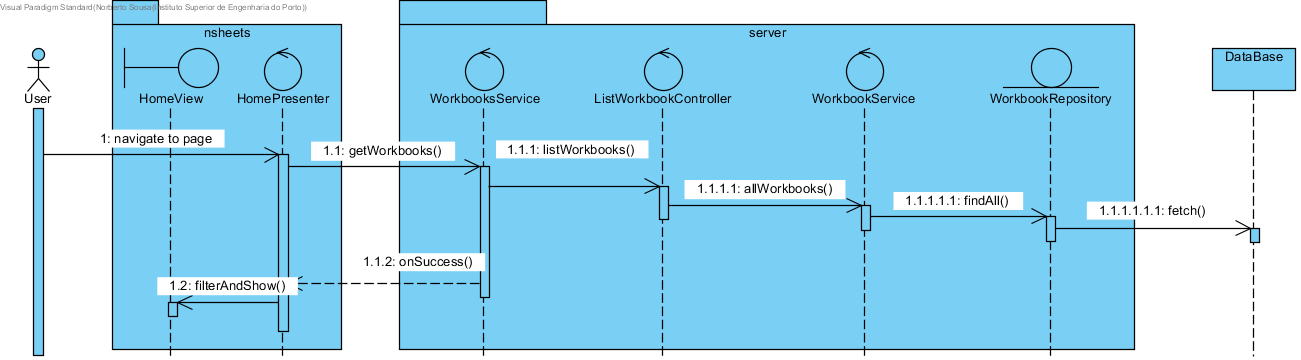 Visual Paradigm Standard(Norberto Sousa(Instituto Superior de Engenharia do Porto))
nsheets
server
User
HomeView
HomePresenter
WorkbooksService
ListWorkbookController
WorkbookService
WorkbookRepository
DataBase
1: navigate to page
1.1: getWorkbooks()
1.1.1: listWorkbooks()
1.1.1.1: allWorkbooks()
1.1.1.1.1: findAll()
1.1.1.1.1.1: fetch()
1.1.2: onSuccess()
1.2: filterAndShow()